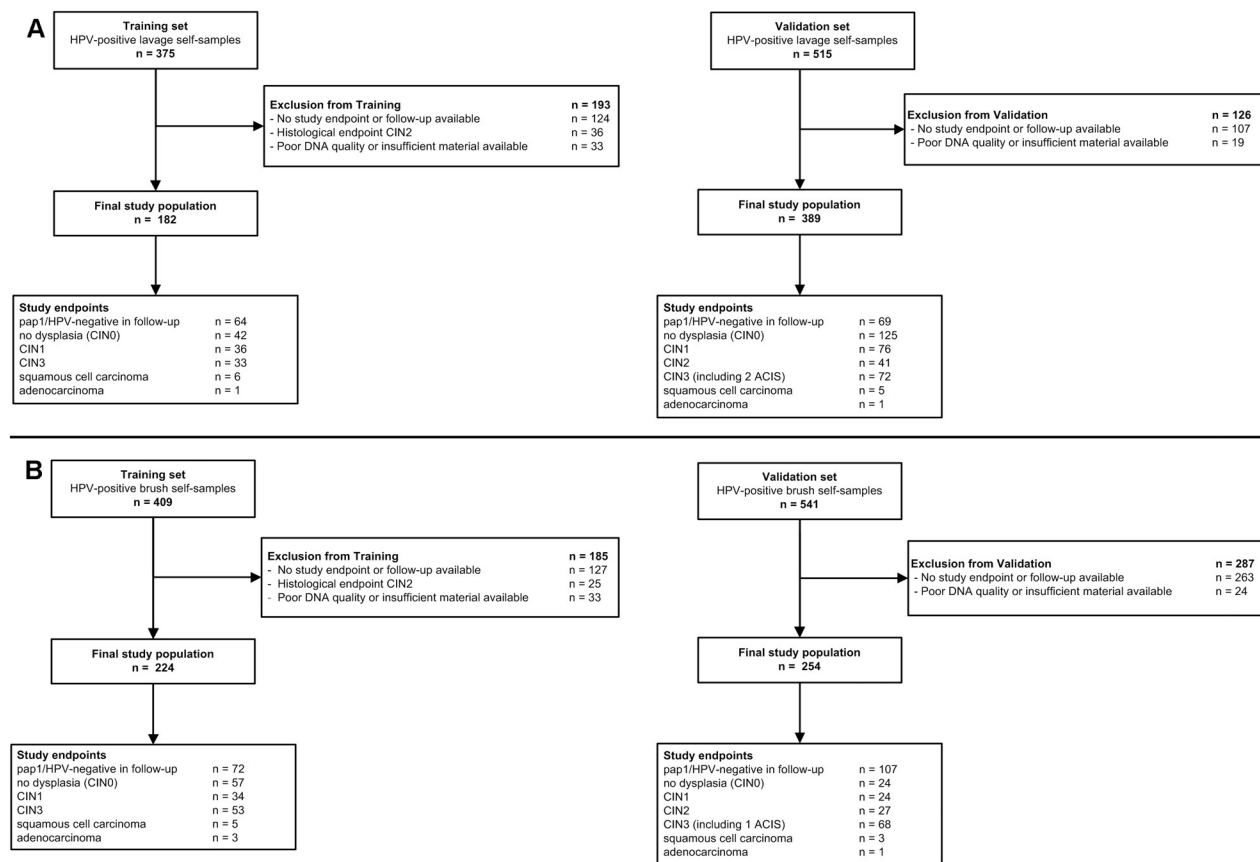 A
Training set
HPV-positive lavage self-samples
n = 375
Exclusion from Training n = 193
- No study endpoint or follow-up available n = 124
- Histological endpoint CIN2 n = 36
- Poor DNA quality or insufficient material available n = 33
Final study population
n = 182
Study endpoints
pap1/HPV-negative in follow-up n = 64
no dysplasia (CIN0) n = 42
CIN1 n = 36
CIN3 n = 33
squamous cell carcinoma n = 6
adenocarcinoma n = 1
Validation set
HPV-positive lavage self-samples
n = 515
Exclusion from Validation n = 126
- No study endpoint or follow-up available n = 107
- Poor DNA quality or insufficient material available n = 19
Final study population
n = 389
Study endpoints
pap1/HPV-negative in follow-up n = 69
no dysplasia (CIN0) n = 125
CIN1 n = 76
CIN2 n = 41
CIN3 (including 2 ACIS) n = 72
squamous cell carcinoma n = 5
adenocarcinoma n = 1
B
Training set
HPV-positive brush self-samples
n = 409
Exclusion from Training n = 185
- No study endpoint or follow-up available n = 127
- Histological endpoint CIN2 n = 25
- Poor DNA quality or insufficient material available n = 33
Final study population
n = 224
Study endpoints
pap1/HPV-negative in follow-up n = 72
no dysplasia (CIN0) n = 57
CIN1 n = 34
CIN3 n = 53
squamous cell carcinoma n = 5
adenocarcinoma n = 3
Validation set
HPV-positive brush self-samples
n = 541
Exclusion from Validation n = 287
- No study endpoint or follow-up available n = 263
- Poor DNA quality or insufficient material available n = 24
Final study population
n = 254
Study endpoints
pap1/HPV-negative in follow-up n = 107
no dysplasia (CIN0) n = 24
CIN1 n = 24
CIN2 n = 27
CIN3 (including 1 ACIS) n = 68
squamous cell carcinoma n = 3
adenocarcinoma n = 1